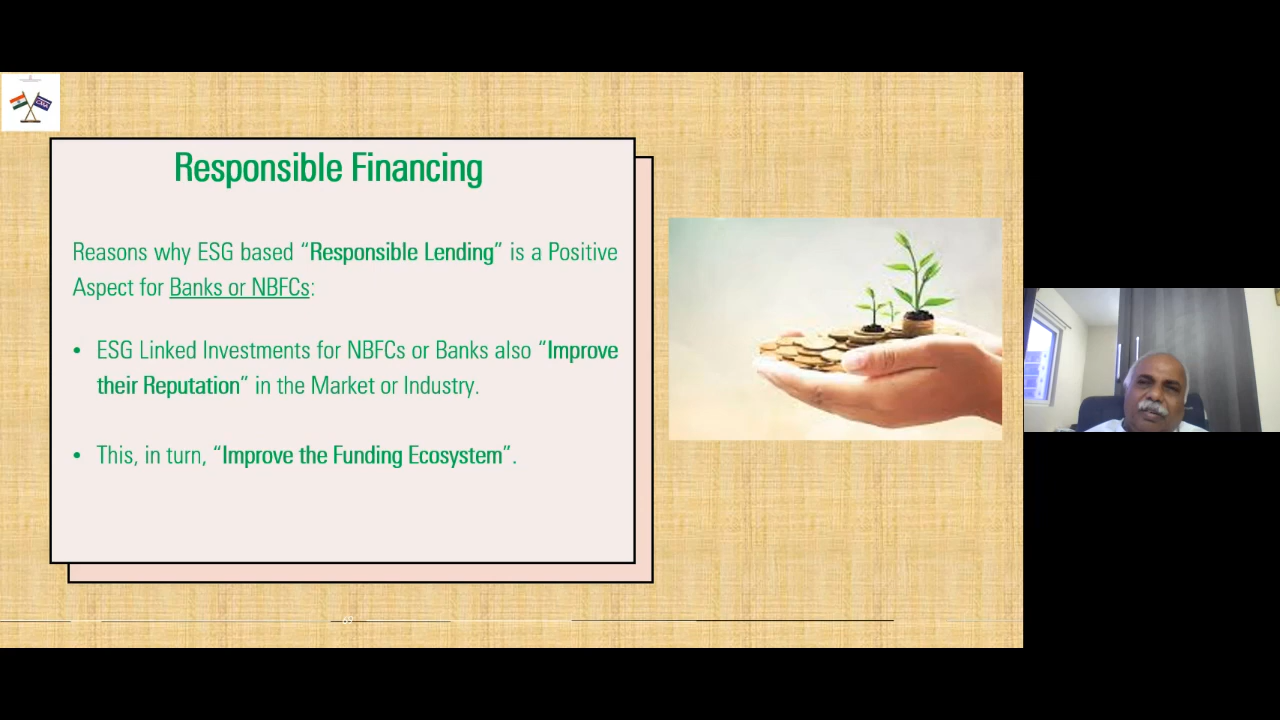 Responsible Financing
Reasons why ESG based “Responsible Lending” is a Positive
Aspect for Banks or NBFCs:
• ESG Linked Investments for NBFCs or Banks also “Improve
their Reputation” in the Market or Industry.
• This, in turn, “Improve the Funding Ecosystem”.